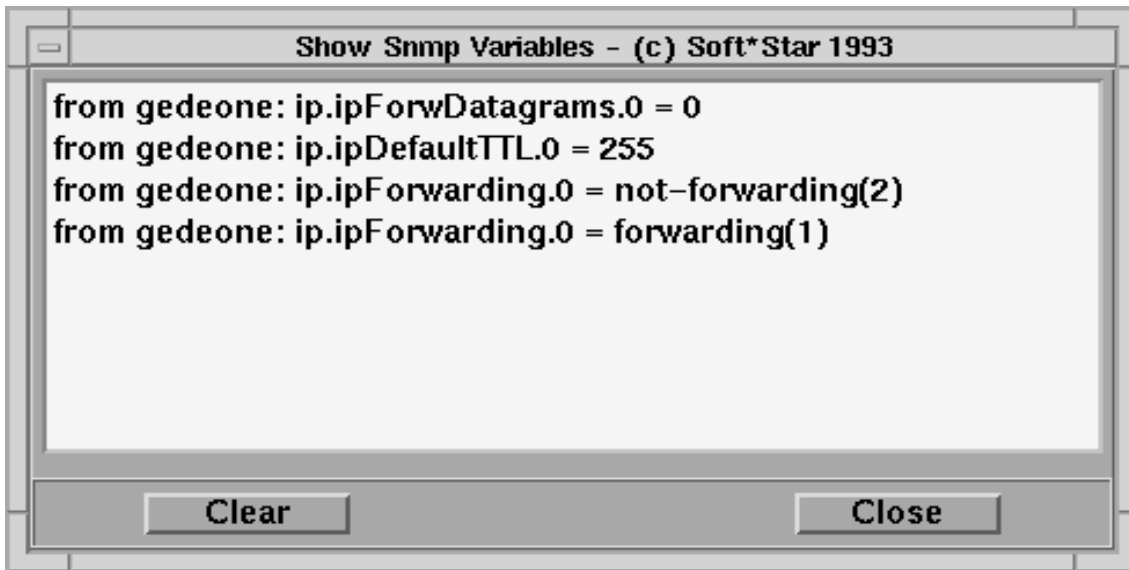 Show Snmp Variables - (c) Soft*Star 1993
from gedeone: ip.ipForwDatagrams.0 = 0
from gedeone: ip.ipDefaultTTL.0 = 255
from gedeone: ip.ipForwarding.0 = not-forwarding(2)
from gedeone: ip.ipForwarding.0 = forwarding(1)
Clear
Close